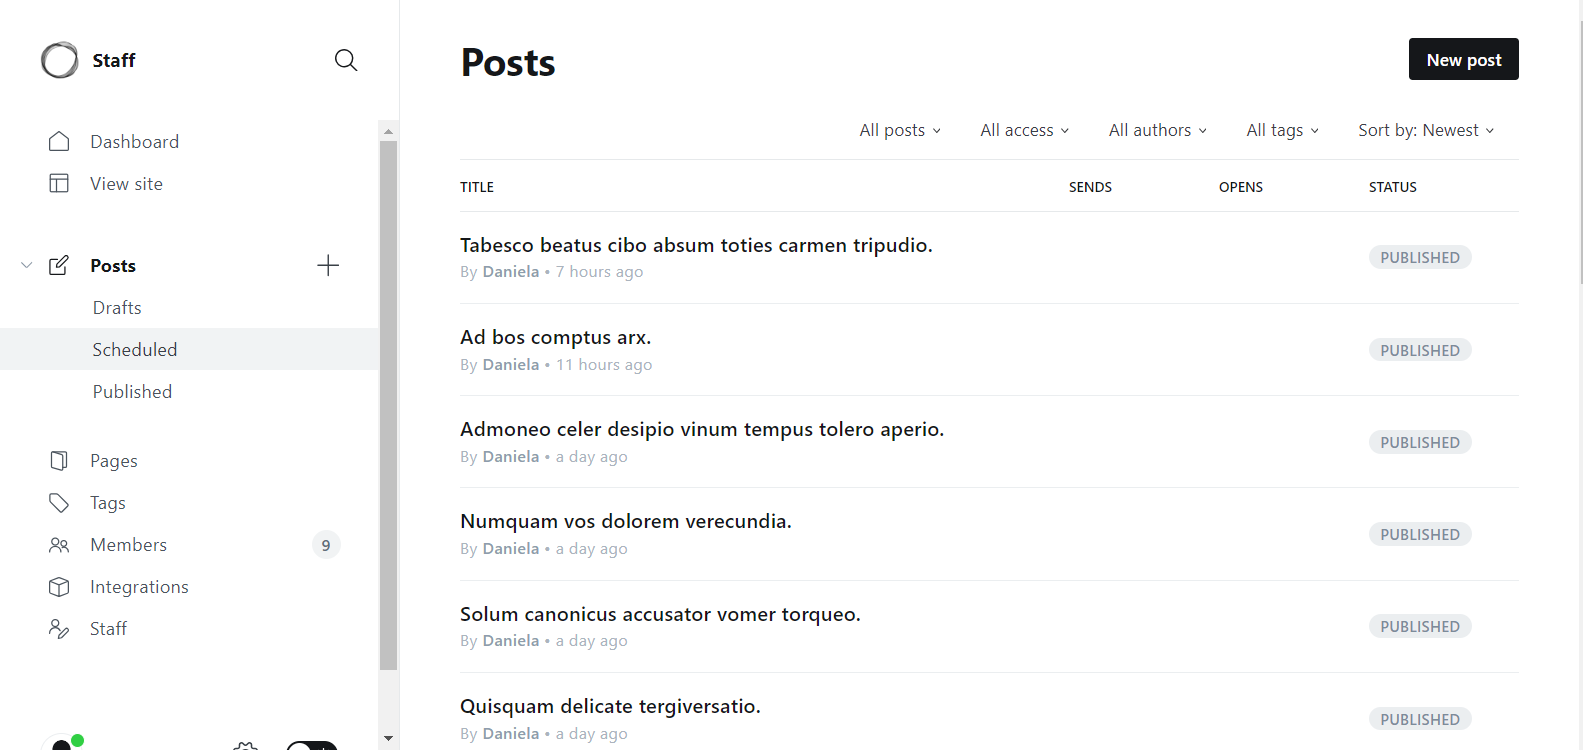 Staff
Dashboard
View site
Posts
Drafts
Scheduled
Published
Pages
Tags
Members 9
Integrations
Staff
Posts
New post
All posts All access All authors All tags Sort by: Newest
TITLE SENDS OPENS STATUS
Tabesco beatus cibo absum toties carmen tripudio.
By Daniela • 7 hours ago
PUBLISHED
Ad bos comptus arx.
By Daniela • 11 hours ago
PUBLISHED
Admoneo celer desipio vinum tempus tolero aperio.
By Daniela • a day ago
PUBLISHED
Numquam vos dolorem verecundia.
By Daniela • a day ago
PUBLISHED
Solum canonicus accusator vomer torqueo.
By Daniela • a day ago
PUBLISHED
Quisquam delicate tergiversatio.
By Daniela • a day ago
PUBLISHED